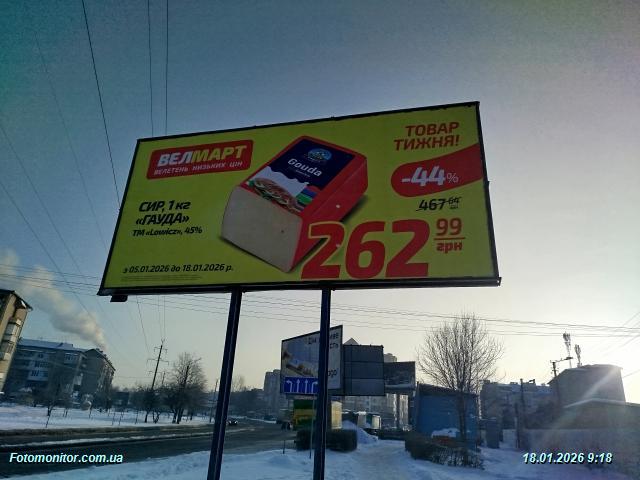 ВЕЛМАРТ
ВЕЛЕТЕНЬ НИЗЬКИХ ЦІН
ТОВАР
ТИЖНЯ!
-44%
Gouda
СИР, 1 кг
«ГАУДА»
ТМ «Lowicz», 45%
467 64
262 99
грн
з 05.01.2026 до 18.01.2026 р.
Fotomonitor.com.ua
18.01.2026 9:18